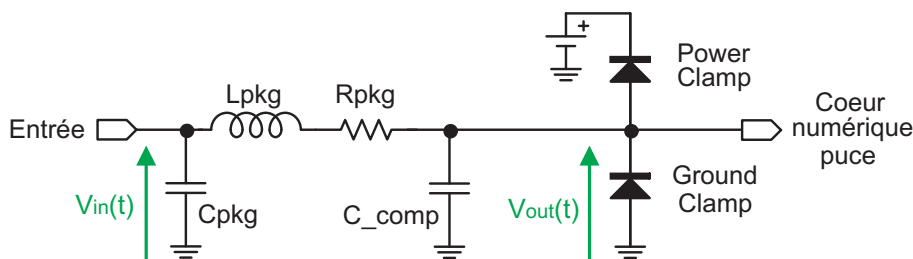 +
Power
Clamp
Lpkg
Rpkg
Entrée
Coeur
numérique
puce
Vin(t)
Cpkg
C_comp
Vout(t)
Ground
Clamp